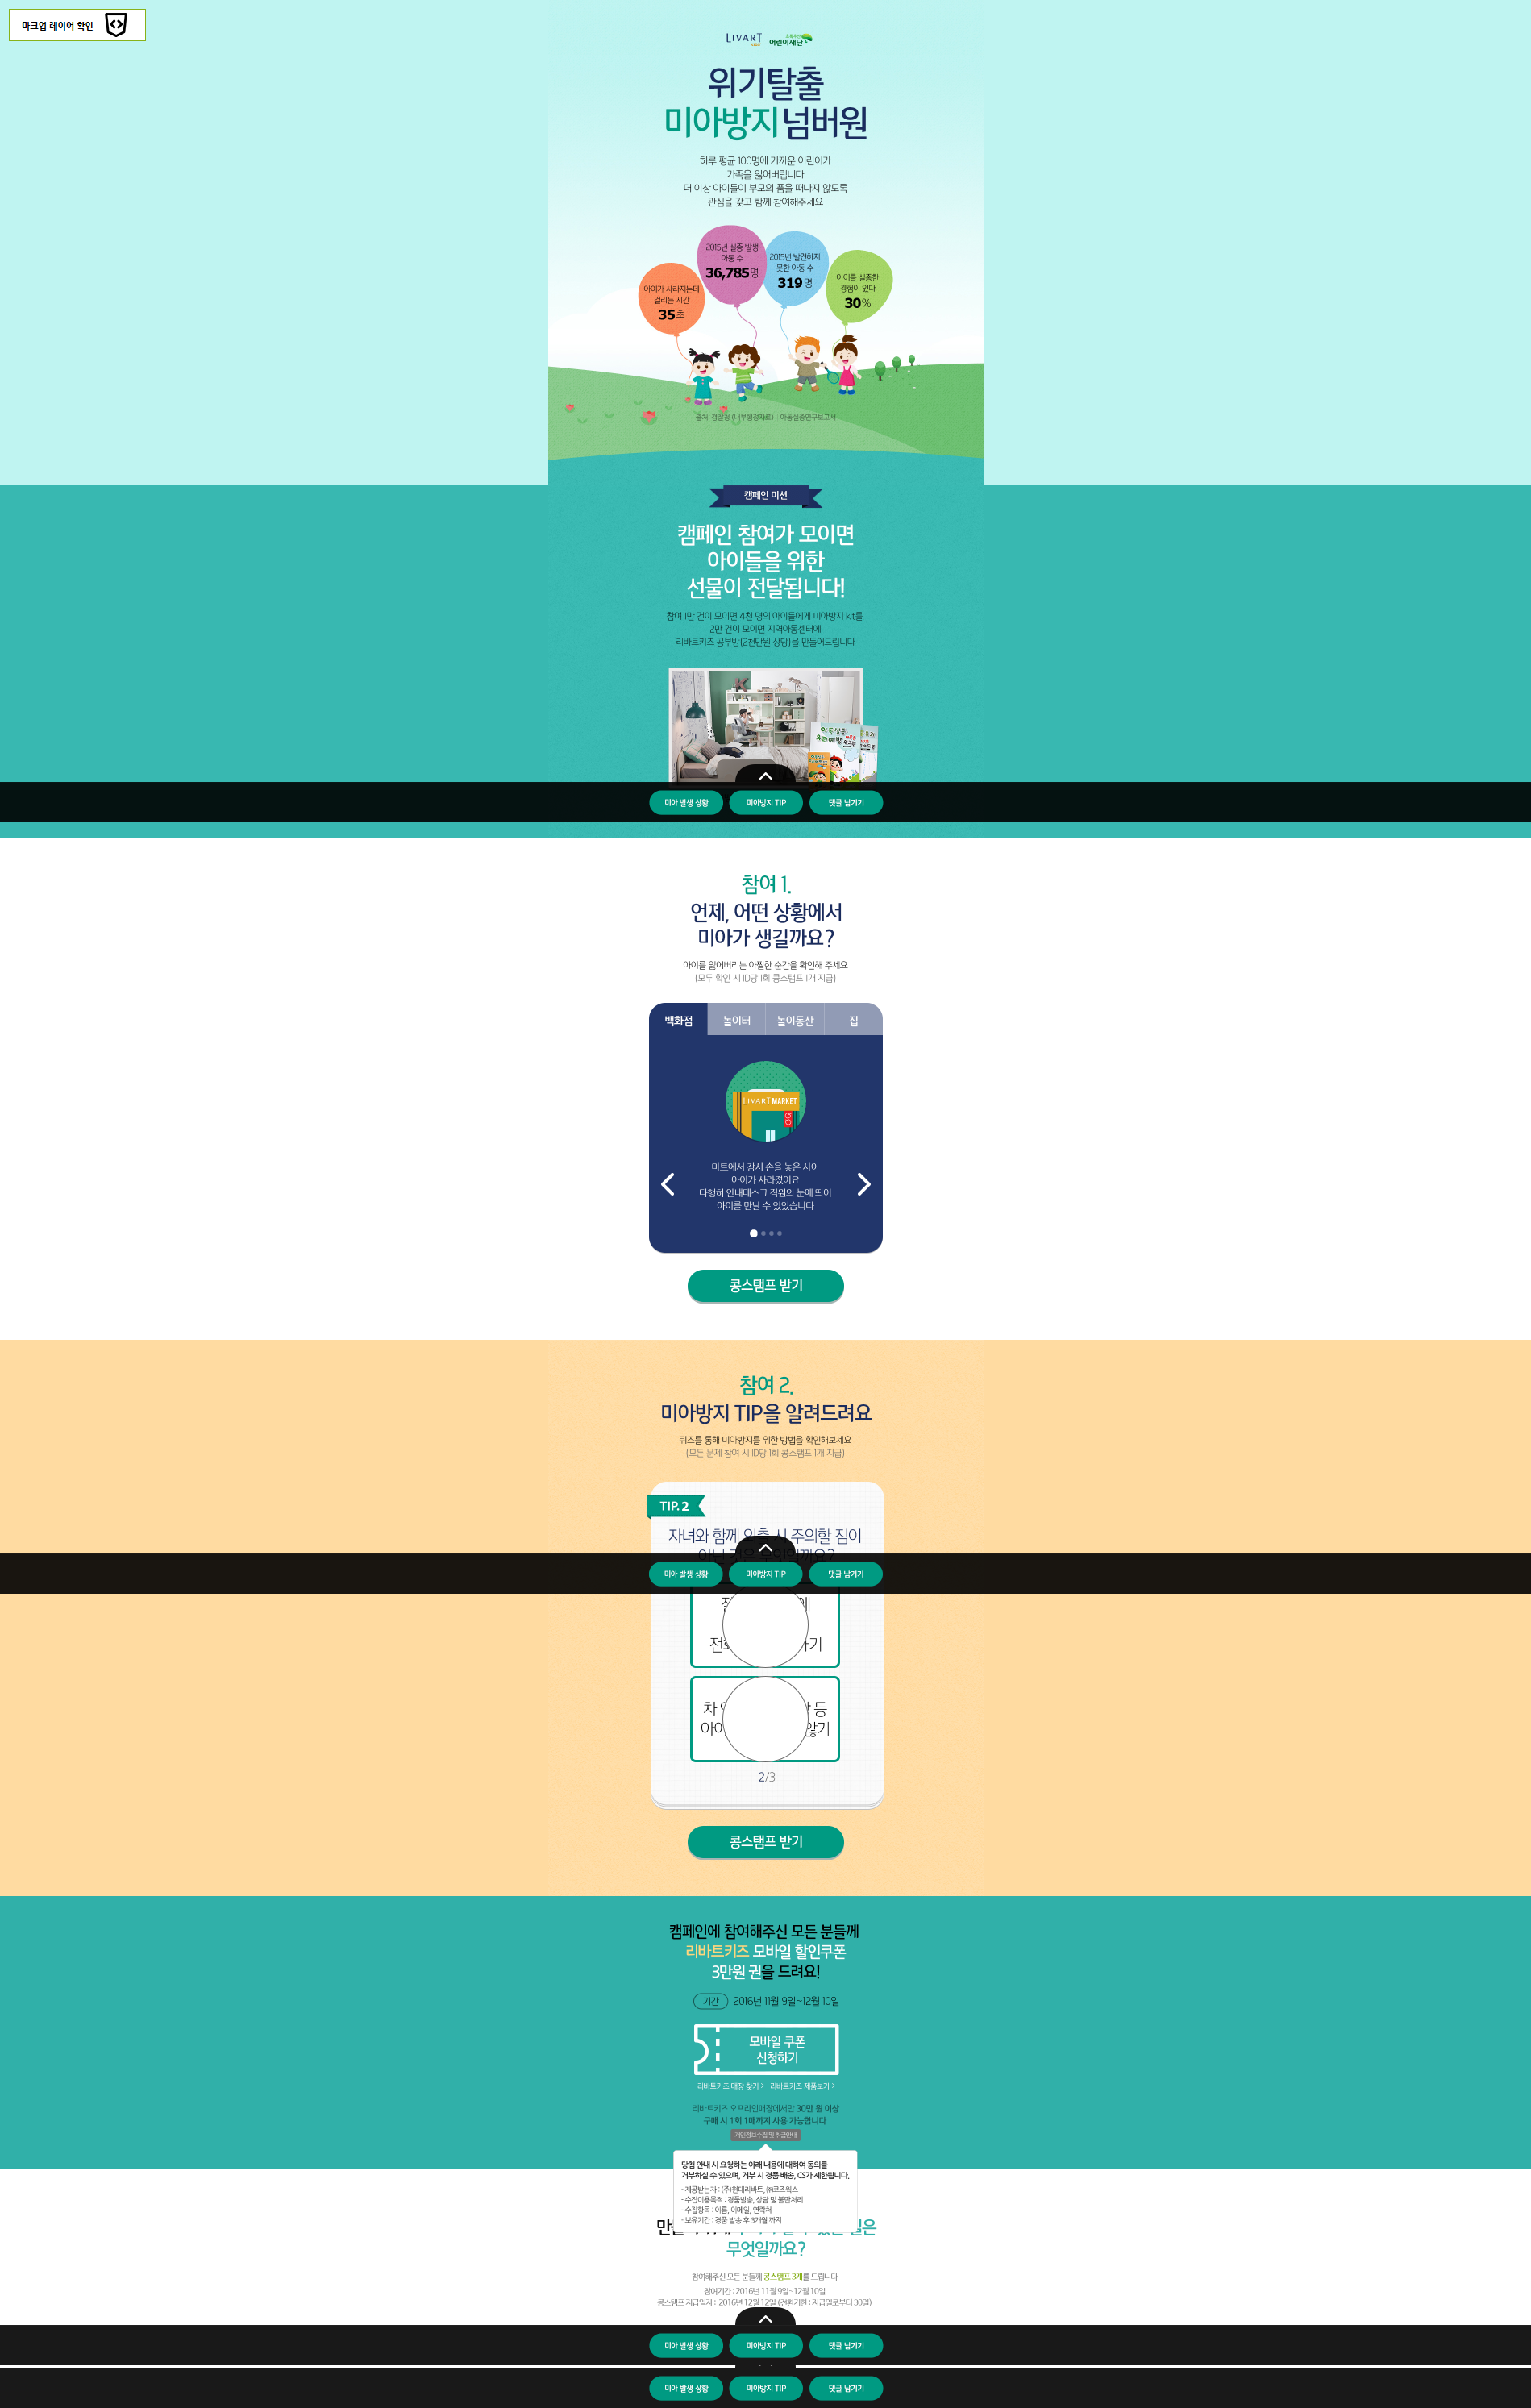 마크업 레이어 확인
LIVART
어린이재단
위기탈출
미아방지 넘버원
하루 평균 100명에 가까운 어린이가
가족을 잃어버립니다
더 이상 아이들이 부모의 품을 떠나지 않도록
관심을 갖고 함께 참여해주세요
아이가 사라지는데
걸리는 시간
35초
2015년 실종 발생
아동 수
36,785명
2015년 발견하지
못한 아동 수
319명
아이를 실종한
경험이 있다
30%
출처: 경찰청 (내부행정자료) 아동실종연구보고서
캠페인 미션
캠페인 참여가 모이면
아이들을 위한
선물이 전달됩니다!
참여 1만 건이 모이면 4천 명의 아이들에게 미아방지 kit를,
2만 건이 모이면 지역아동센터에
리바트키즈 공부방(2천만원 상당)을 만들어드립니다
미아 발생 상황
미아방지 TIP
댓글 남기기
참여 1.
언제, 어떤 상황에서
미아가 생길까요?
아이를 잃어버리는 아찔한 순간을 확인해 주세요
(모두 확인 시 ID당 1회 콩스탬프 1개 지급)
백화점
놀이터
놀이동산
집
LIVART MARKET
마트에서 잠시 손을 놓은 사이
아이가 사라졌어요
다행히 안내데스크 직원의 눈에 띄어
아이를 만날 수 있었습니다
콩스탬프 받기
참여 2.
미아방지 TIP을 알려드려요
퀴즈를 통해 미아방지를 위한 방법을 확인해보세요
(모든 문제 참여 시 ID당 1회 콩스탬프 1개 지급)
TIP. 2
자녀와 함께 외출 시 주의할 점이
미아 발생 상황
미아방지 TIP
댓글 남기기
차
등
않기
2/3
콩스탬프 받기
캠페인에 참여해주신 모든 분들께
리바트키즈 모바일 할인쿠폰
3만원 권을 드려요!
기간 2016년 11월 9일~12월 10일
모바일 쿠폰
신청하기
리바트키즈 매장 찾기 >
리바트키즈 제품보기 >
리바트키즈 오프라인매장에서만 30만 원 이상
구매 시 1회 1매까지 사용 가능합니다
개인정보수집 및 취급안내
당첨 안내 시 요청하는 아래 내용에 대하여 동의를
거부하실 수 있으며, 거부 시 경품 배송, CS가 제한됩니다.
- 제공받는자 : (주)현대리바트, ㈜코즈웍스
- 수집이용목적 : 경품발송, 상담 및 불만처리
- 수집항목 : 이름, 이메일, 연락처
- 보유기간 : 경품 발송 후 3개월 까지
무엇일까요?
참여해주신 모든 분들께 콩스탬프 3개를 드립니다
참여기간 : 2016년 11월 9일~12월 10일
콩스탬프 지급일자 : 2016년 12월 12일 (전환기한 : 지급일로부터 30일)
미아 발생 상황
미아방지 TIP
댓글 남기기
미아 발생 상황
미아방지 TIP
댓글 남기기